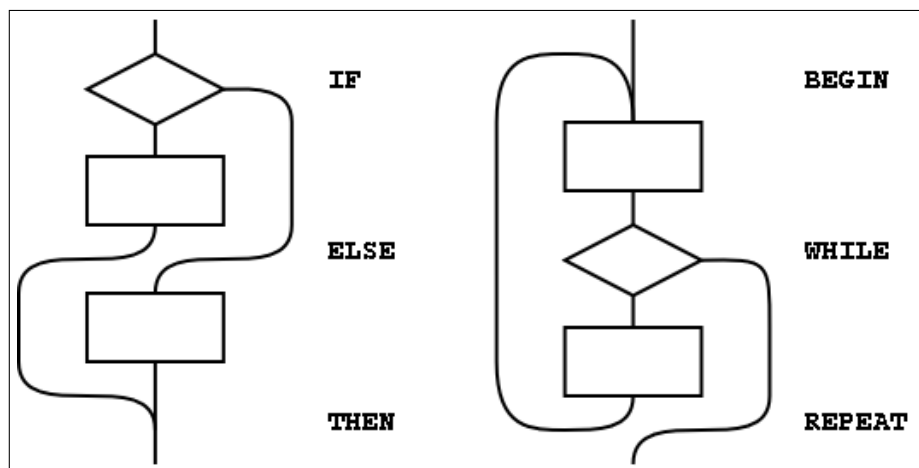 IF
ELSE
THEN
BEGIN
WHILE
REPEAT